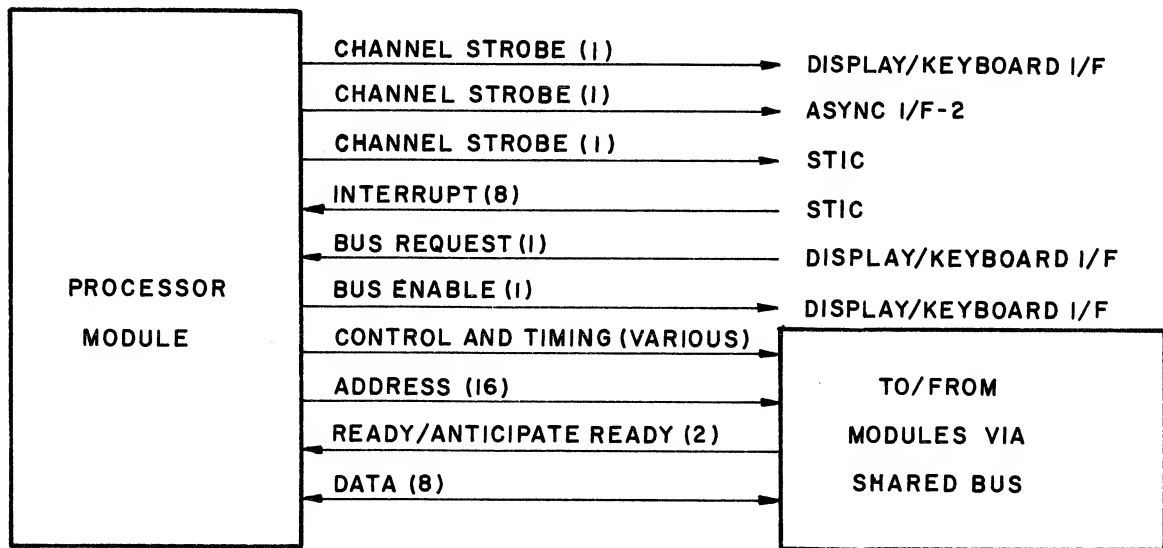 CHANNEL STROBE (1)
DISPLAY/KEYBOARD I/F
CHANNEL STROBE (1)
ASYNC I/F-2
CHANNEL STROBE (1)
STIC
INTERRUPT (8)
STIC
BUS REQUEST (1)
DISPLAY/KEYBOARD I/F
PROCESSOR
MODULE
BUS ENABLE (1)
DISPLAY/KEYBOARD I/F
CONTROL AND TIMING (VARIOUS)
ADDRESS (16)
READY/ANTICIPATE READY (2)
DATA (8)
TO/FROM
MODULES VIA
SHARED BUS